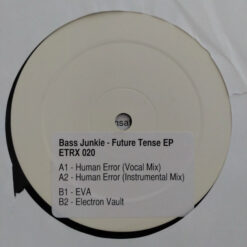 Bass Junkie - Future Tense EP
ETRX 020
A1 - Human Error (Vocal Mix)
A2 - Human Error (Instrumental Mix)
B1 - EVA
B2 - Electron Vault